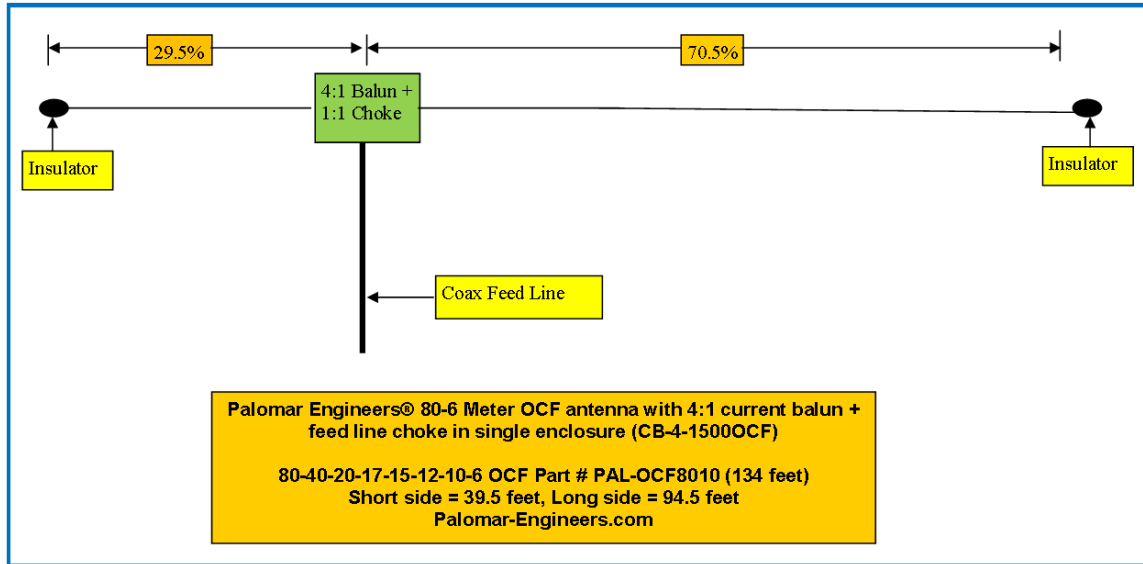 29.5%
70.5%
4:1 Balun +
1:1 Choke
Insulator
Insulator
Coax Feed Line
Palomar Engineers® 80-6 Meter OCF antenna with 4:1 current balun +
feed line choke in single enclosure (CB-4-1500OCF)
80-40-20-17-15-12-10-6 OCF Part # PAL-OCF8010 (134 feet)
Short side = 39.5 feet, Long side = 94.5 feet
Palomar-Engineers.com